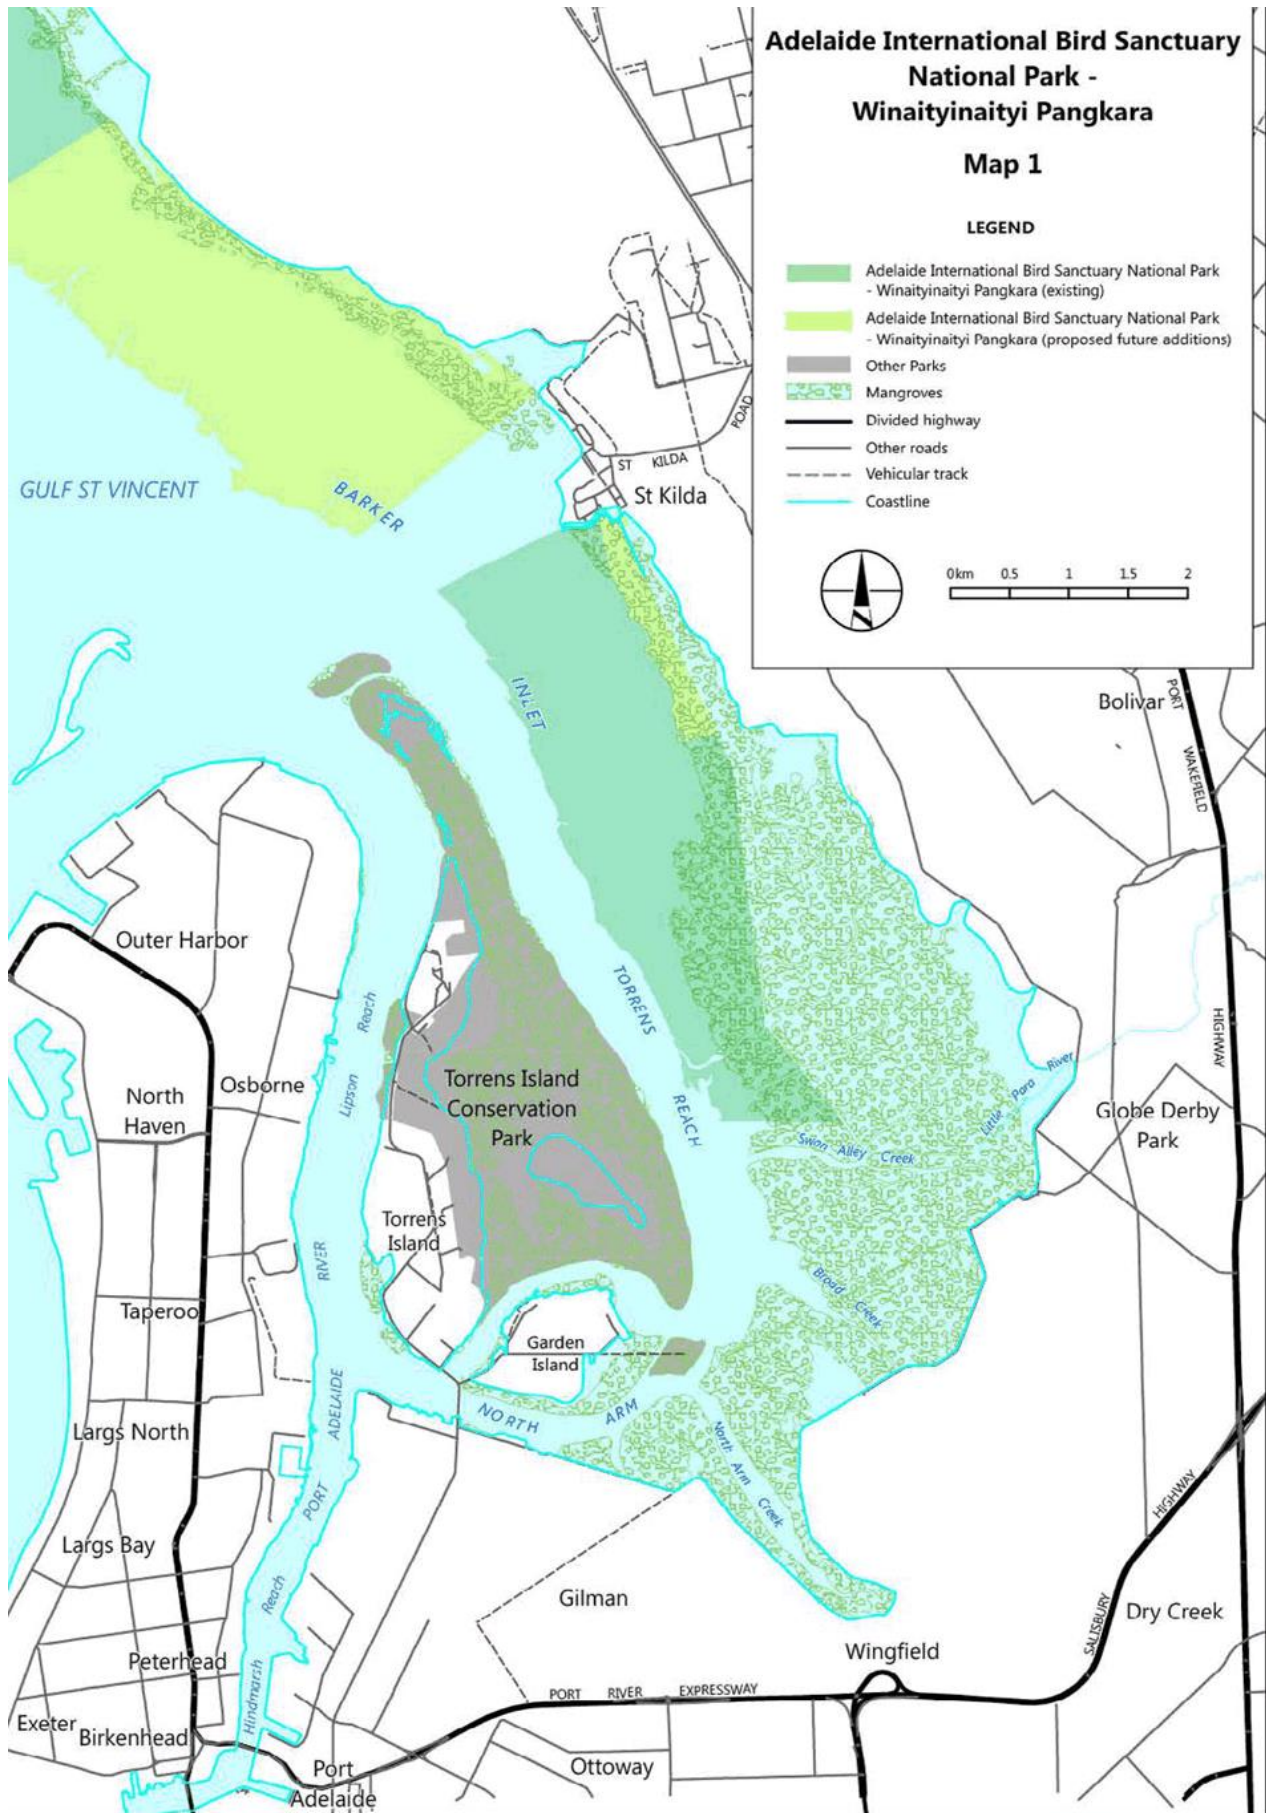 Adelaide International Bird Sanctuary
National Park -
Winaityinaityi Pangkara
Map 1
LEGEND
Adelaide International Bird Sanctuary National Park
- Winaityinaityi Pangkara (existing)
Adelaide International Bird Sanctuary National Park
- Winaityinaityi Pangkara (proposed future additions)
Other Parks
Mangroves
Divided highway
Other roads
Vehicular track
Coastline
0km 0.5 1 1.5 2
N
ROAD
ST KILDA
St Kilda
GULF ST VINCENT
BARKER
INLET
Bolivar
PORT
WAKEFIELD
HIGHWAY
Outer Harbor
Lipson Reach
TORRENS
REACH
North
Haven
Osborne
Torrens Island
Conservation
Park
Little Para River
Globe Derby
Park
Swan Alley Creek
Torrens
Island
Broad Creek
Taperoo
Garden
Island
PORT ADELAIDE RIVER
Largs North
NORTH ARM
North Arm Creek
Largs Bay
SALISBURY HIGHWAY
Gilman
Dry Creek
Hindmarsh Reach
Peterhead
Wingfield
PORT RIVER EXPRESSWAY
Exeter
Birkenhead
Port
Adelaide
Ottoway